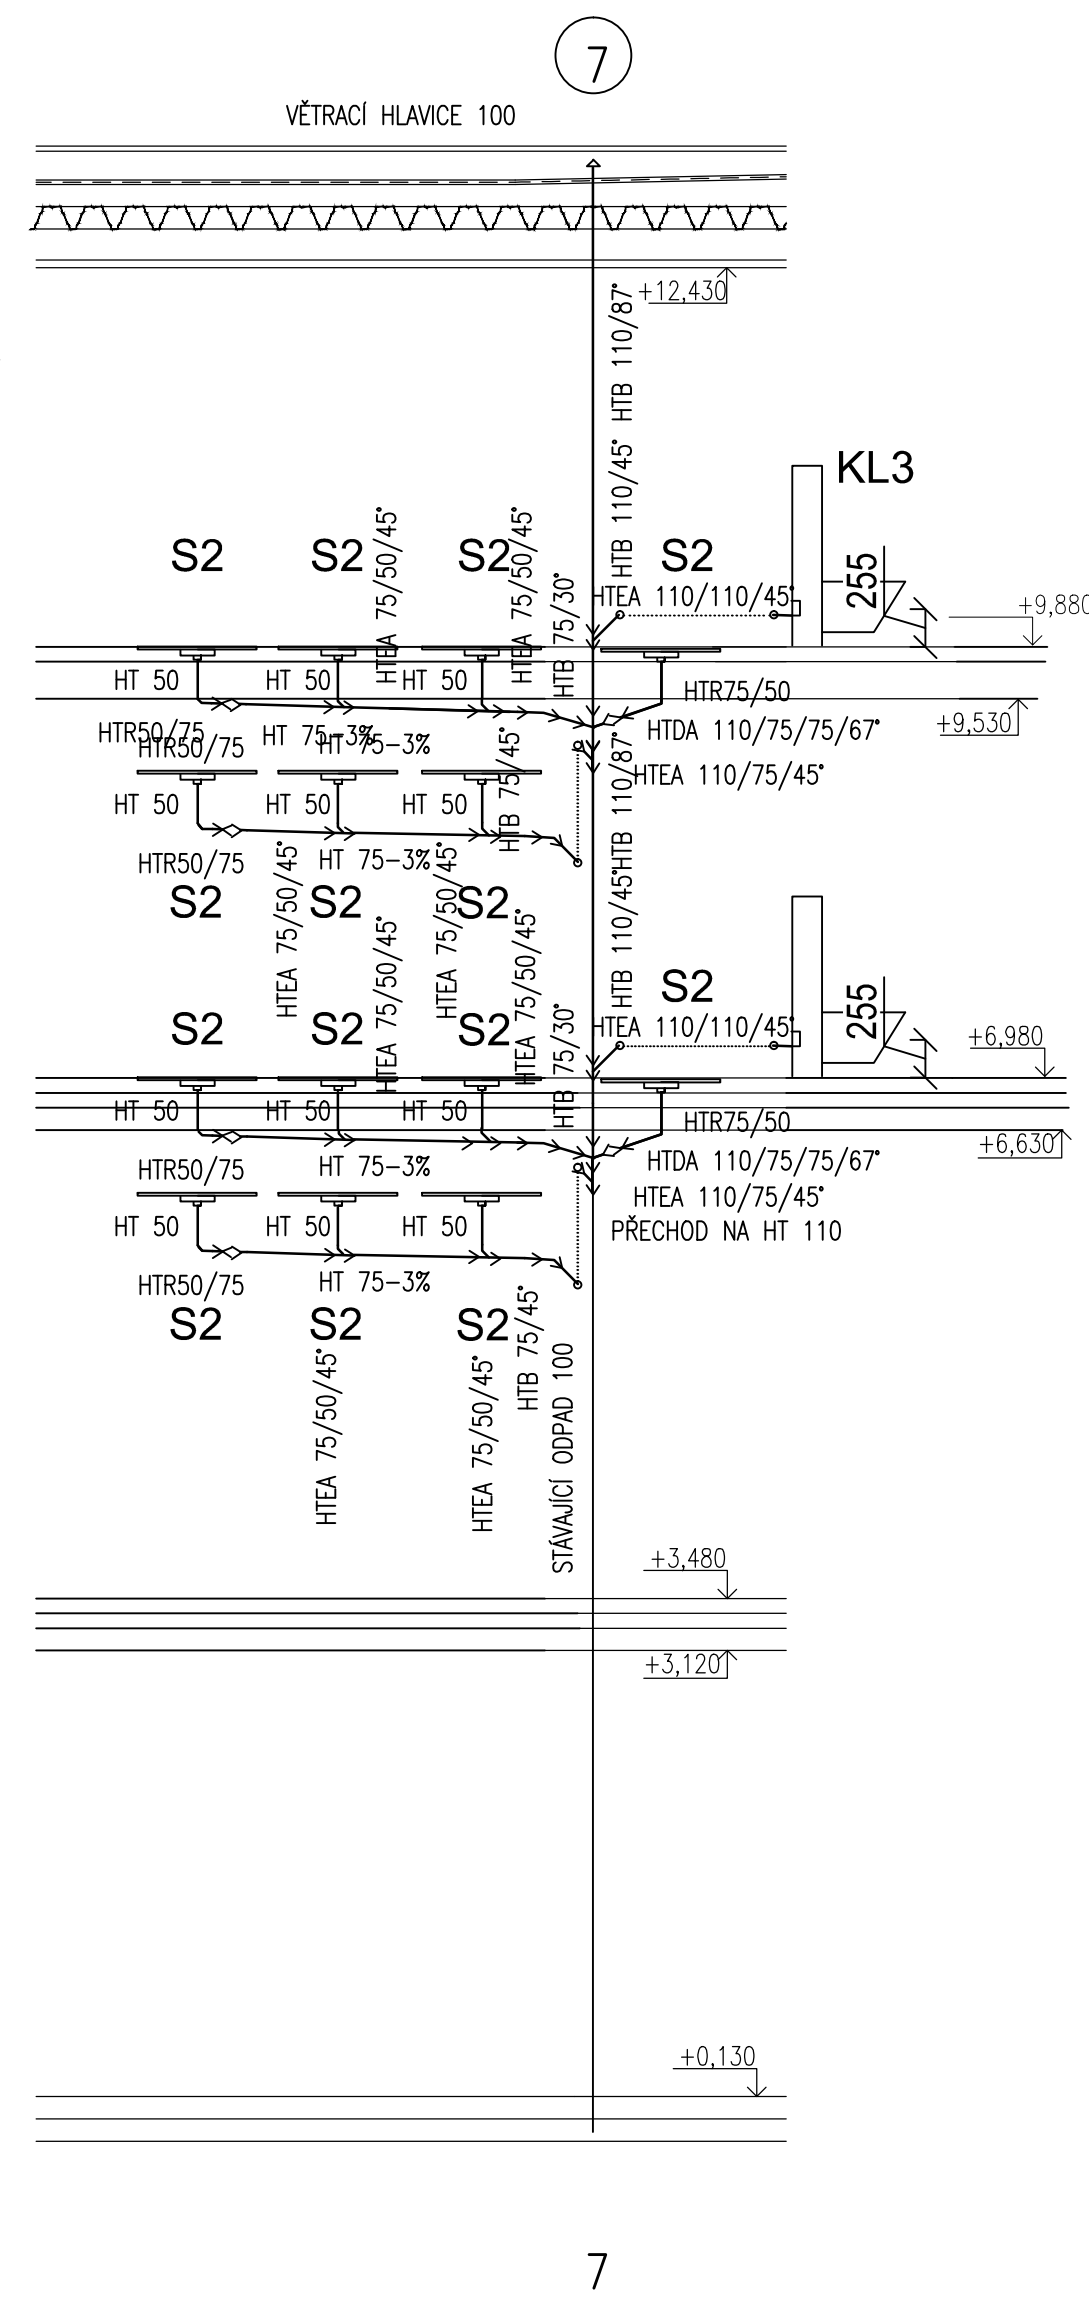 7
VĚTRACÍ HLAVICE 100
+12,430
HTB 110/87°
HTB 110/45°
KL3
S2
S2
S2
S2
HTEA 75/50/45°
HTEA 75/50/45°
HTB 75/30°
HTEA 110/110/45°
255
+9,880
HT 50
HT 50
HT 50
HTR75/50
+9,530
HTR50/75
HTR50/75
HT 75-3%
HT 75-3%
HTDA 110/75/75/67°
HTB 75/45°
HTB 110/87°
HTEA 110/75/45°
HT 50
HT 50
HT 50
HTR50/75
HT 75-3%
HTEA 75/50/45°
HTEA 75/50/45°
HTB 110/45°
S2
S2
S2
HTEA 75/50/45°
HTEA 75/50/45°
S2
S2
S2
S2
HTB 75/30°
HTEA 110/110/45°
255
+6,980
HT 50
HT 50
HT 50
HTR75/50
+6,630
HTR50/75
HT 75-3%
HTDA 110/75/75/67°
HTEA 110/75/45°
PŘECHOD NA HT 110
HT 50
HT 50
HT 50
HTR50/75
HT 75-3%
S2
S2
S2
HTB 75/45°
HTEA 75/50/45°
HTEA 75/50/45°
STÁVAJÍCÍ ODPAD 100
+3,480
+3,120
+0,130
7